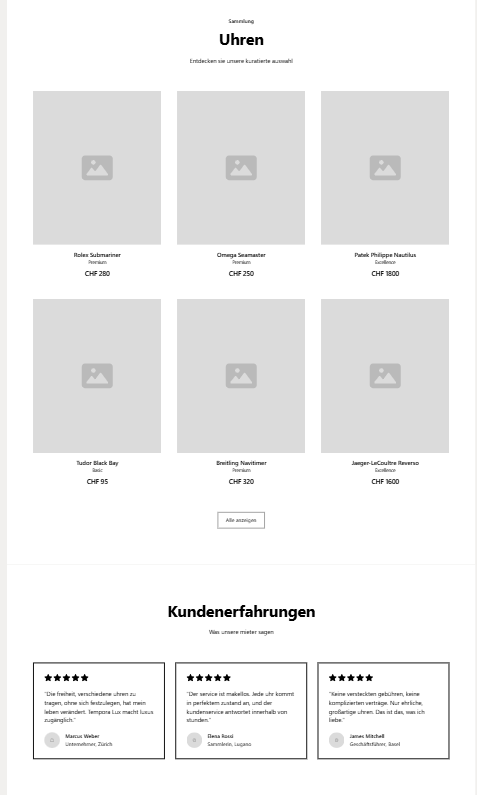 Sammlung
Uhren
Entdecken sie unsere kuratierte auswahl
Rolex Submariner
Premium
CHF 280
Omega Seamaster
Premium
CHF 250
Patek Philippe Nautilus
Excellence
CHF 1800
Tudor Black Bay
Basic
CHF 95
Breitling Navitimer
Premium
CHF 320
Jaeger-LeCoultre Reverso
Excellence
CHF 1600
Alle anzeigen
Kundenerfahrungen
Was unsere mieter sagen
"Die freiheit, verschiedene uhren zu
tragen, ohne sich festzulegen, hat mein
leben verändert. Tempora Lux macht luxus
zugänglich."
Marcus Weber
Unternehmer, Zürich
"Der service ist makellos. Jede uhr kommt
in perfektem zustand an, und der
kundenservice antwortet innerhalb von
stunden."
Elena Rossi
Sammlerin, Lugano
"Keine versteckten gebühren, keine
komplizierten verträge. Nur ehrliche,
großartige uhren. Das ist das, was ich
liebe."
James Mitchell
Geschäftsführer, Basel